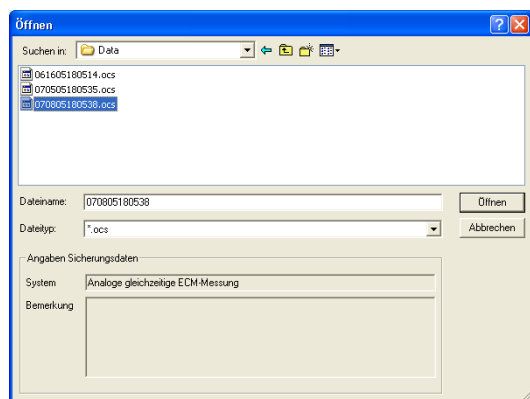 Öffnen
Suchen in: Data
061605180514.ocs
070505180535.ocs
070805180538.ocs
Dateiname: 070805180538 Öffnen
Dateityp: *.ocs Abbrechen
Angaben Sicherungsdaten
System Analoge gleichzeitige ECM-Messung
Bemerkung